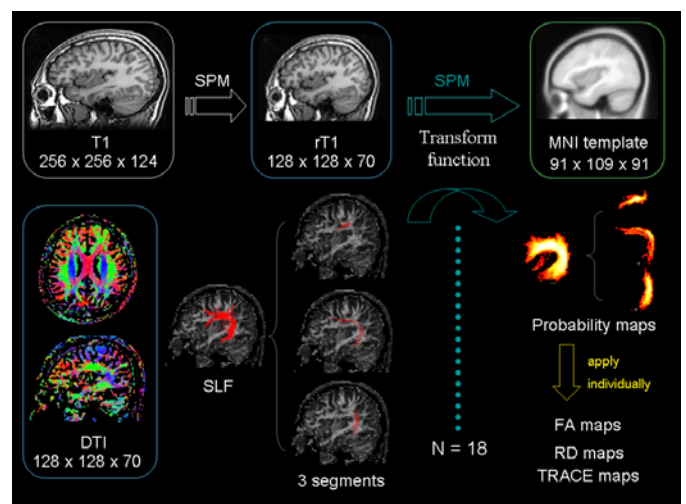 SPM
SPM
T1
256 x 256 x 124
rT1
128 x 128 x 70
Transform
function
MNI template
91 x 109 x 91
SLF
DTI
128 x 128 x 70
3 segments
N = 18
Probability maps
apply
individually
FA maps
RD maps
TRACE maps